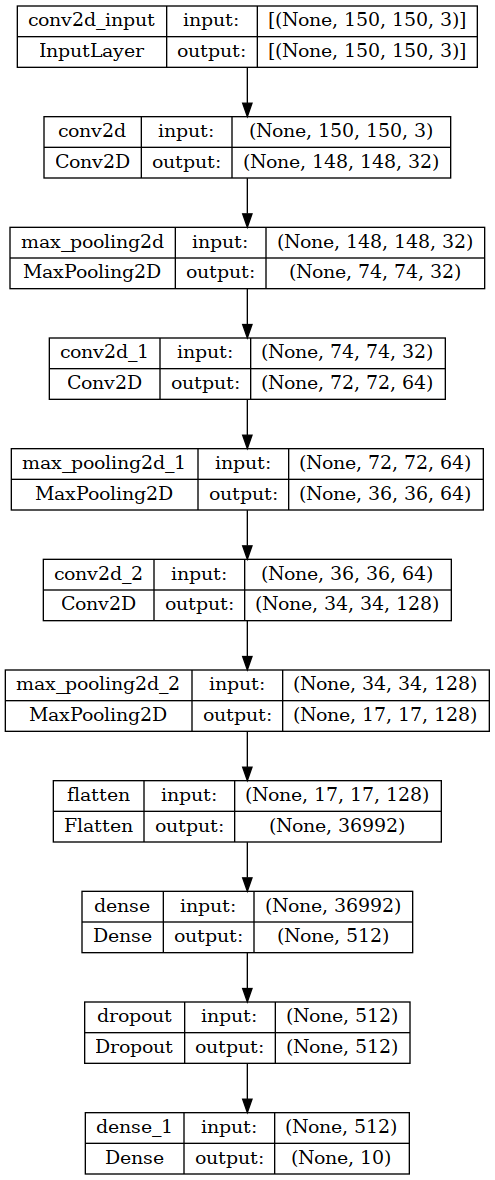 conv2d_input input: [(None, 150, 150, 3)]
InputLayer output: [(None, 150, 150, 3)]
conv2d input: (None, 150, 150, 3)
Conv2D output: (None, 148, 148, 32)
max_pooling2d input: (None, 148, 148, 32)
MaxPooling2D output: (None, 74, 74, 32)
conv2d_1 input: (None, 74, 74, 32)
Conv2D output: (None, 72, 72, 64)
max_pooling2d_1 input: (None, 72, 72, 64)
MaxPooling2D output: (None, 36, 36, 64)
conv2d_2 input: (None, 36, 36, 64)
Conv2D output: (None, 34, 34, 128)
max_pooling2d_2 input: (None, 34, 34, 128)
MaxPooling2D output: (None, 17, 17, 128)
flatten input: (None, 17, 17, 128)
Flatten output: (None, 36992)
dense input: (None, 36992)
Dense output: (None, 512)
dropout input: (None, 512)
Dropout output: (None, 512)
dense_1 input: (None, 512)
Dense output: (None, 10)